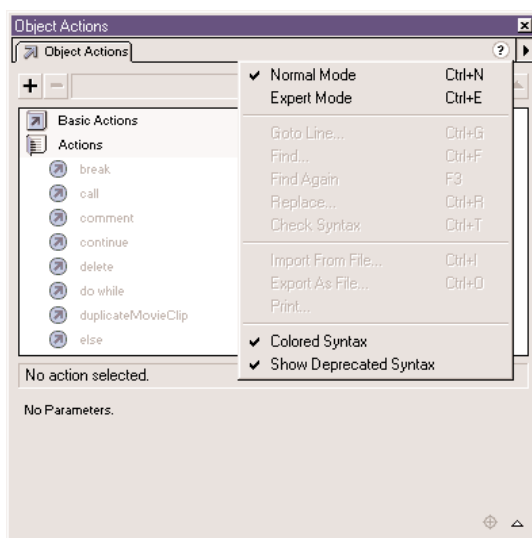 Object Actions
Object Actions
?
Normal Mode Ctrl+N
Expert Mode Ctrl+E
Goto Line... Ctrl+G
Find... Ctrl+F
Find Again F3
Replace... Ctrl+R
Check Syntax Ctrl+T
Import From File... Ctrl+I
Export As File... Ctrl+O
Print...
Colored Syntax
Show Deprecated Syntax
Basic Actions
Actions
break
call
comment
continue
delete
do while
duplicateMovieClip
else
No action selected.
No Parameters.